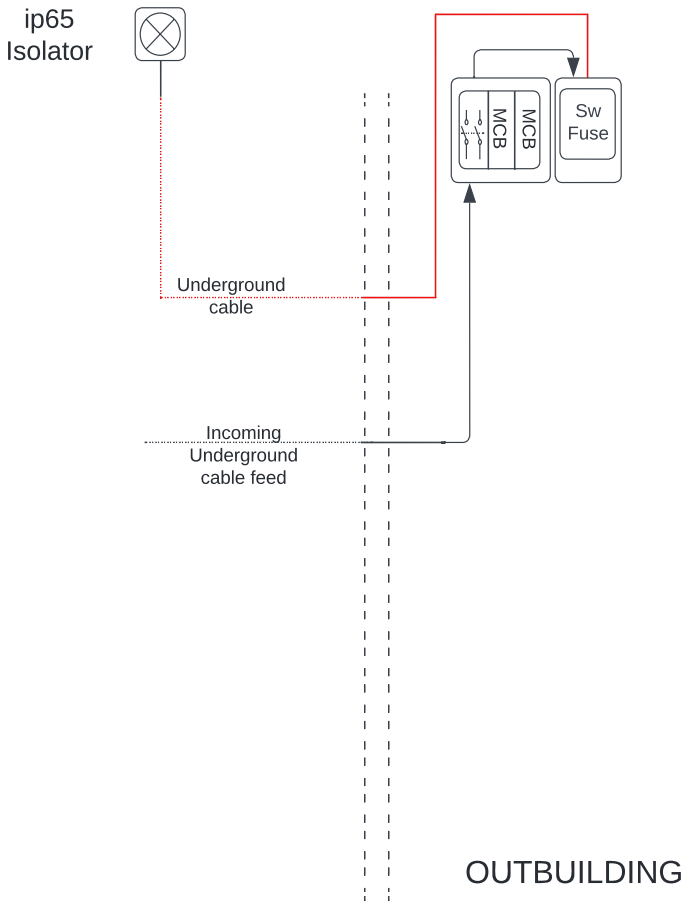 ip65
Isolator
MCB
MCB
Sw
Fuse
Underground
cable
Incoming
Underground
cable feed
OUTBUILDING